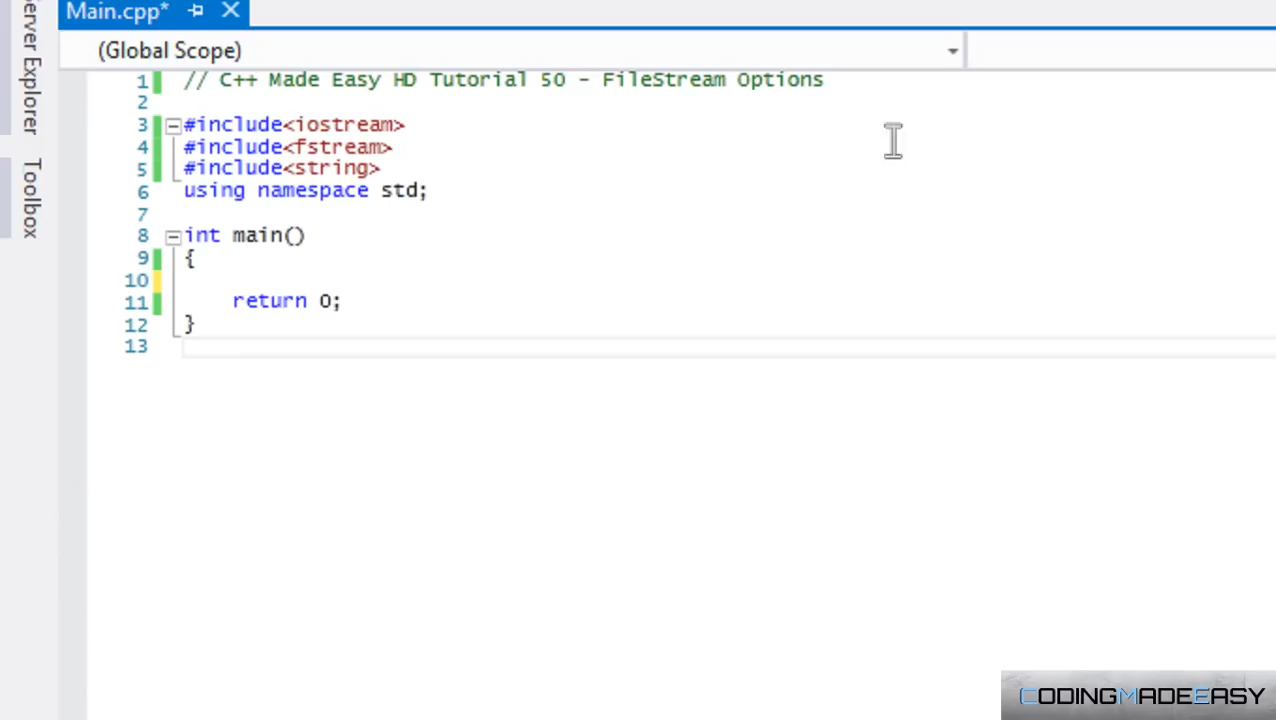 Main.cpp*
Server Explorer
Toolbox
(Global Scope)
1 // C++ Made Easy HD Tutorial 50 - FileStream Options
2
3 #include<iostream>
4 #include<fstream>
5 #include<string>
6 using namespace std;
7
8 int main()
9 {
10
11 return 0;
12 }
13
CODINGMADEEASY